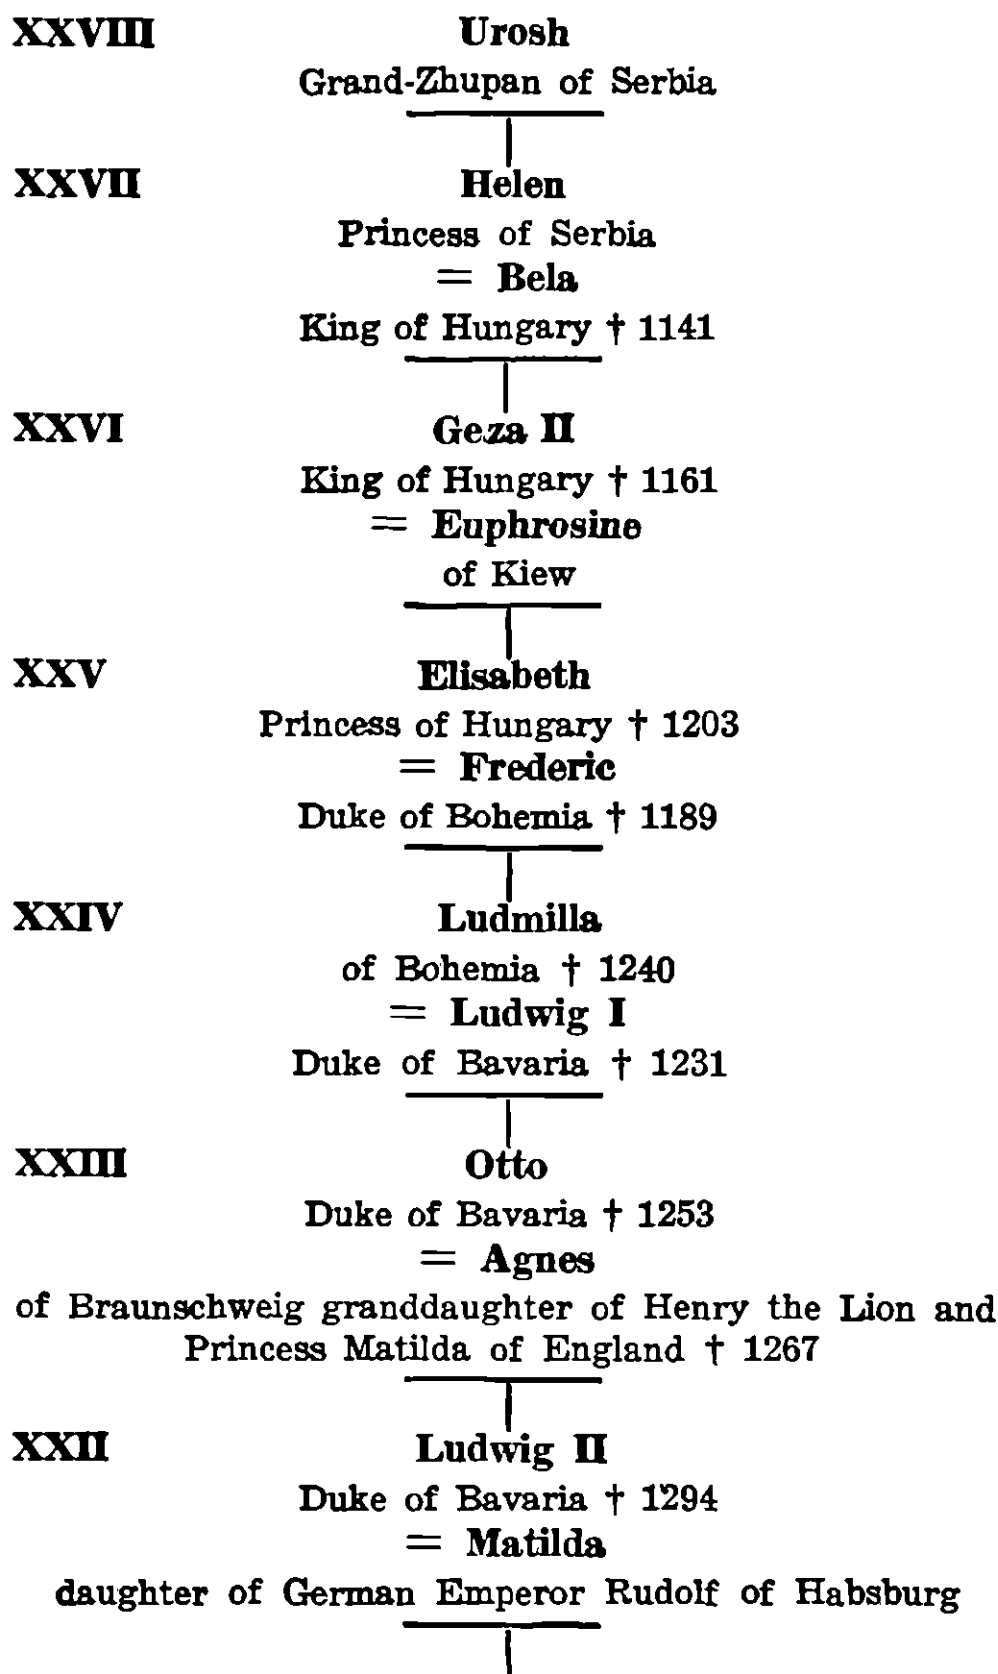 XXVIII Urosh
Grand-Zhupan of Serbia
XXVII Helen
Princess of Serbia
= Bela
King of Hungary † 1141
XXVI Geza II
King of Hungary † 1161
= Euphrosine
of Kiew
XXV Elisabeth
Princess of Hungary † 1203
= Frederic
Duke of Bohemia † 1189
XXIV Ludmilla
of Bohemia † 1240
= Ludwig I
Duke of Bavaria † 1231
XXIII Otto
Duke of Bavaria † 1253
= Agnes
of Braunschweig granddaughter of Henry the Lion and
Princess Matilda of England † 1267
XXII Ludwig II
Duke of Bavaria † 1294
= Matilda
daughter of German Emperor Rudolf of Habsburg